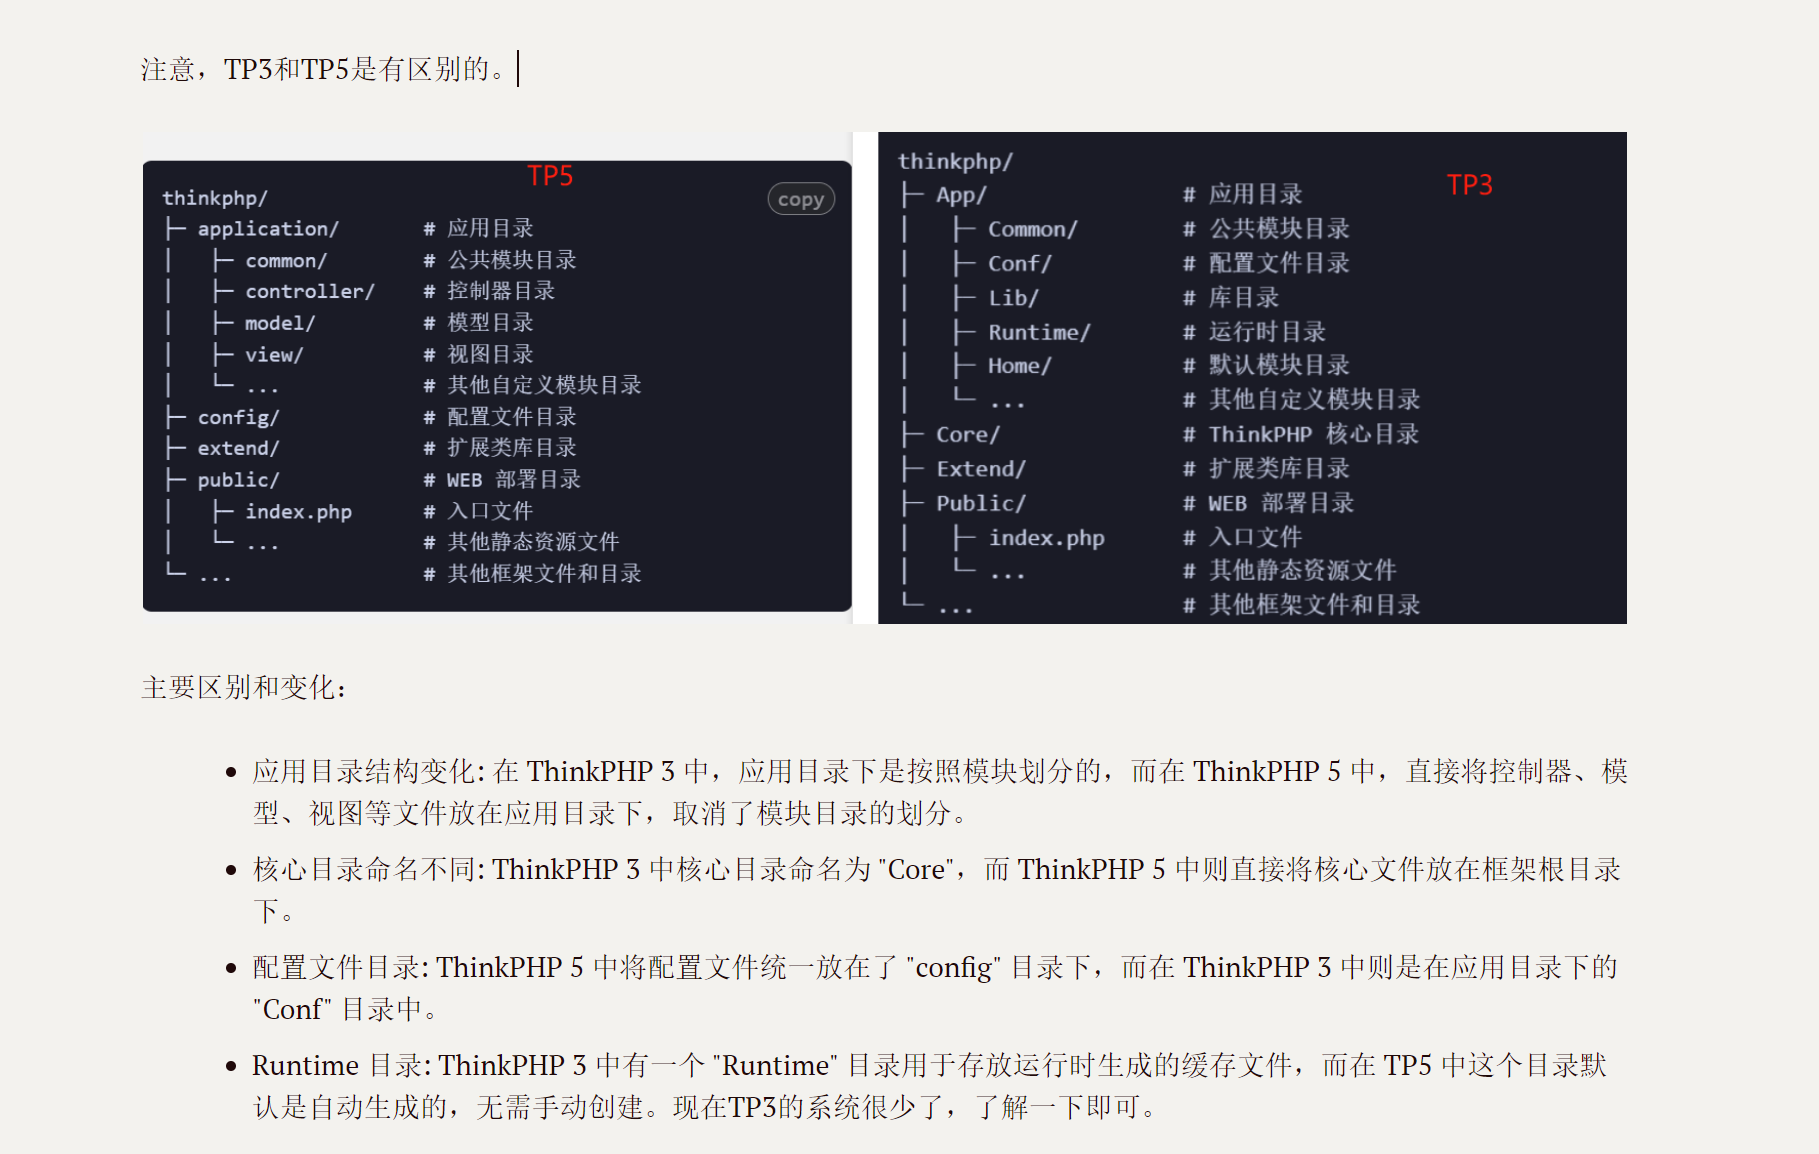 注意，TP3和TP5是有区别的。
TP5
copy
thinkphp/
├─ application/ # 应用目录
│ ├─ common/ # 公共模块目录
│ ├─ controller/ # 控制器目录
│ ├─ model/ # 模型目录
│ ├─ view/ # 视图目录
│ └─ ... # 其他自定义模块目录
├─ config/ # 配置文件目录
├─ extend/ # 扩展类库目录
├─ public/ # WEB 部署目录
│ ├─ index.php # 入口文件
│ └─ ... # 其他静态资源文件
└─ ... # 其他框架文件和目录
TP3
thinkphp/
├─ App/ # 应用目录
│ ├─ Common/ # 公共模块目录
│ ├─ Conf/ # 配置文件目录
│ ├─ Lib/ # 库目录
│ ├─ Runtime/ # 运行时目录
│ ├─ Home/ # 默认模块目录
│ └─ ... # 其他自定义模块目录
├─ Core/ # ThinkPHP 核心目录
├─ Extend/ # 扩展类库目录
├─ Public/ # WEB 部署目录
│ ├─ index.php # 入口文件
│ └─ ... # 其他静态资源文件
└─ ... # 其他框架文件和目录
主要区别和变化：
• 应用目录结构变化: 在 ThinkPHP 3 中，应用目录下是按照模块划分的，而在 ThinkPHP 5 中，直接将控制器、模
型、视图等文件放在应用目录下，取消了模块目录的划分。
• 核心目录命名不同: ThinkPHP 3 中核心目录命名为 "Core"，而 ThinkPHP 5 中则直接将核心文件放在框架根目录
下。
• 配置文件目录: ThinkPHP 5 中将配置文件统一放在了 "config" 目录下，而在 ThinkPHP 3 中则是在应用目录下的
"Conf" 目录中。
• Runtime 目录: ThinkPHP 3 中有一个 "Runtime" 目录用于存放运行时生成的缓存文件，而在 TP5 中这个目录默
认是自动生成的，无需手动创建。现在TP3的系统很少了，了解一下即可。